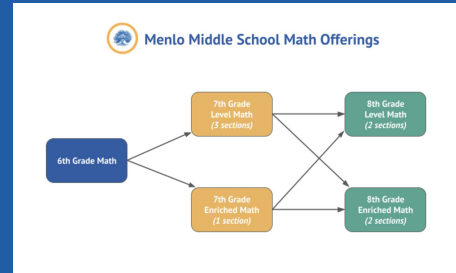 Menlo Middle School Math Offerings
6th Grade Math
7th Grade
Level Math
(3 sections)
7th Grade
Enriched Math
(1 section)
8th Grade
Level Math
(2 sections)
8th Grade
Enriched Math
(2 sections)